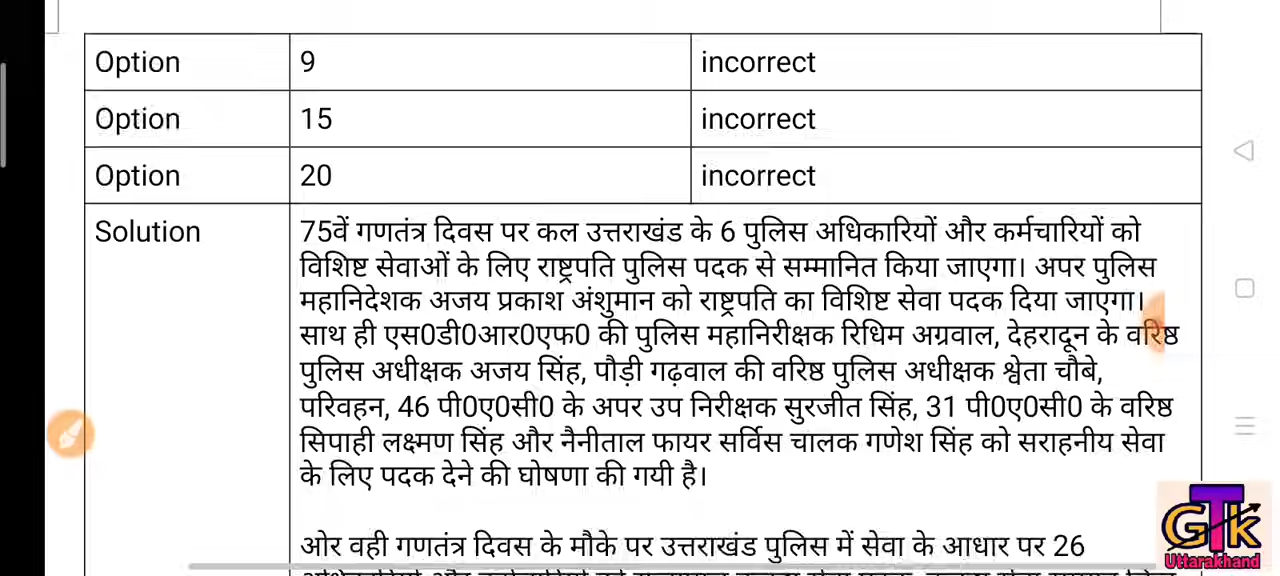 Option 9 incorrect
Option 15 incorrect
Option 20 incorrect
Solution 75वें गणतंत्र दिवस पर कल उत्तराखंड के 6 पुलिस अधिकारियों और कर्मचारियों को
विशिष्ट सेवाओं के लिए राष्ट्रपति पुलिस पदक से सम्मानित किया जाएगा। अपर पुलिस
महानिदेशक अजय प्रकाश अंशुमान को राष्ट्रपति का विशिष्ट सेवा पदक दिया जाएगा।
साथ ही एस0डी0आर0एफ0 की पुलिस महानिरीक्षक रिधिम अग्रवाल, देहरादून के वरिष्ठ
पुलिस अधीक्षक अजय सिंह, पौड़ी गढ़वाल की वरिष्ठ पुलिस अधीक्षक श्वेता चौबे,
परिवहन, 46 पी0ए0सी0 के अपर उप निरीक्षक सुरजीत सिंह, 31 पी0ए0सी0 के वरिष्ठ
सिपाही लक्ष्मण सिंह और नैनीताल फायर सर्विस चालक गणेश सिंह को सराहनीय सेवा
के लिए पदक देने की घोषणा की गयी है।
ओर वही गणतंत्र दिवस के मौके पर उत्तराखंड पुलिस में सेवा के आधार पर 26
GTK
Uttarakhand